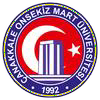 ÇANAKKALE ONSEKİZ MART ÜNİVERSİTESİ
1992